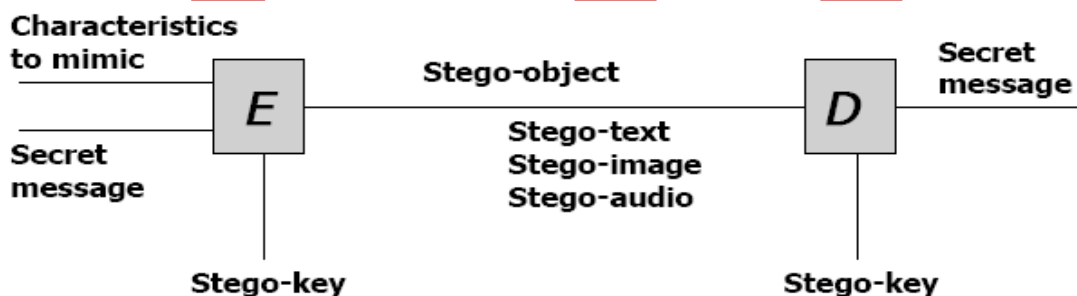 Characteristics
to mimic
Secret
message
E
Stego-key
Stego-object
Stego-text
Stego-image
Stego-audio
D
Stego-key
Secret
message